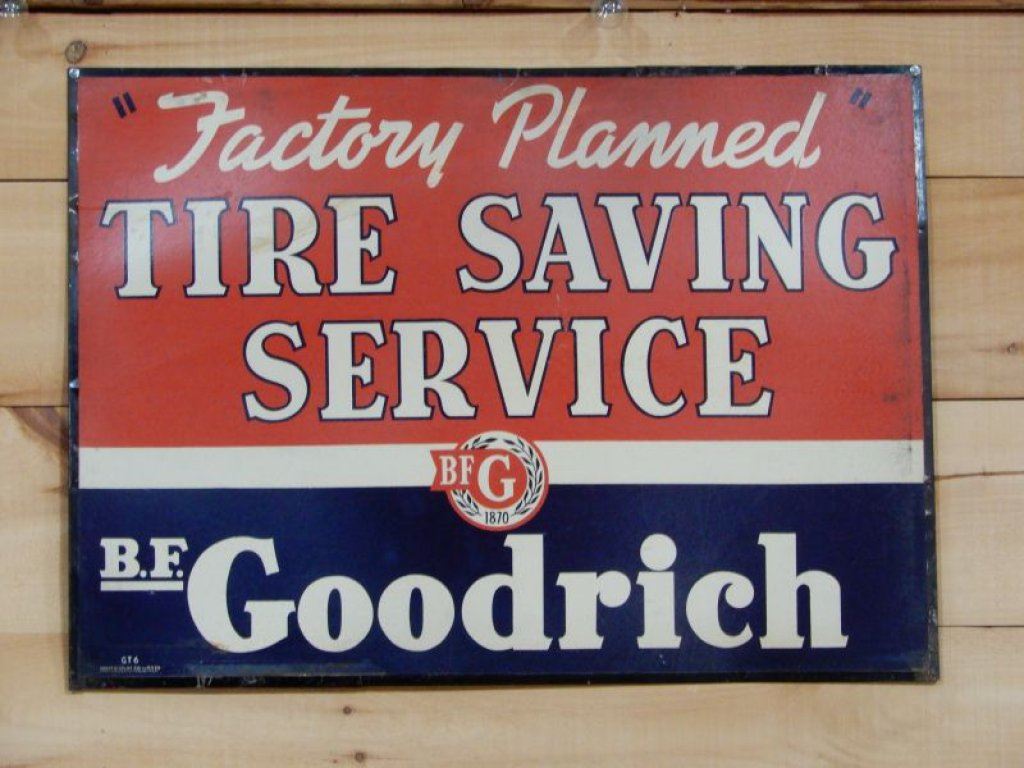 "Factory Planned"
TIRE SAVING
SERVICE
BFG
1870
B.F. Goodrich
GT6